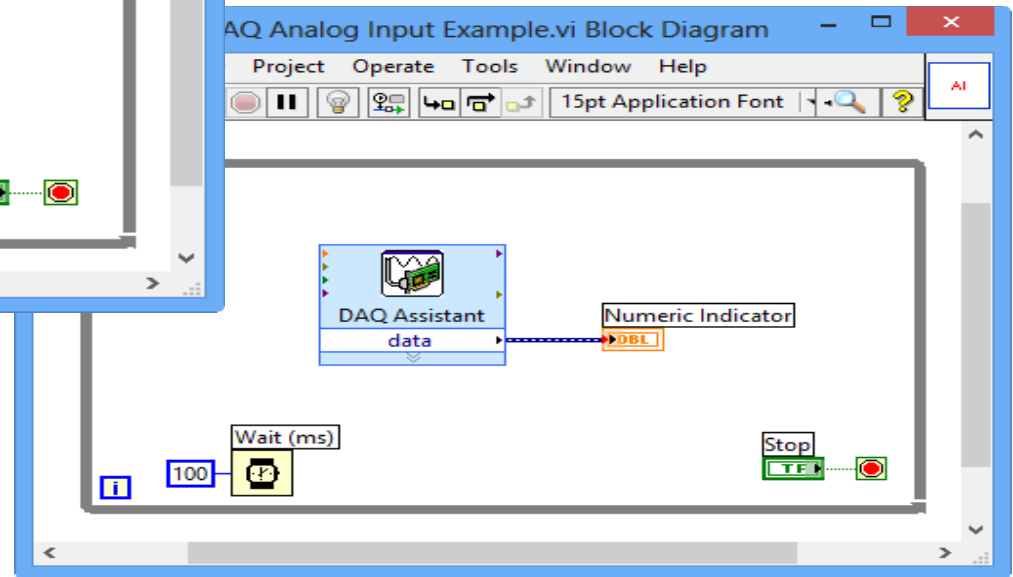 AQ Analog Input Example.vi Block Diagram
Project Operate Tools Window Help
15pt Application Font
AI
DAQ Assistant
data
Numeric Indicator
DBL
Wait (ms)
100
i
Stop
TF